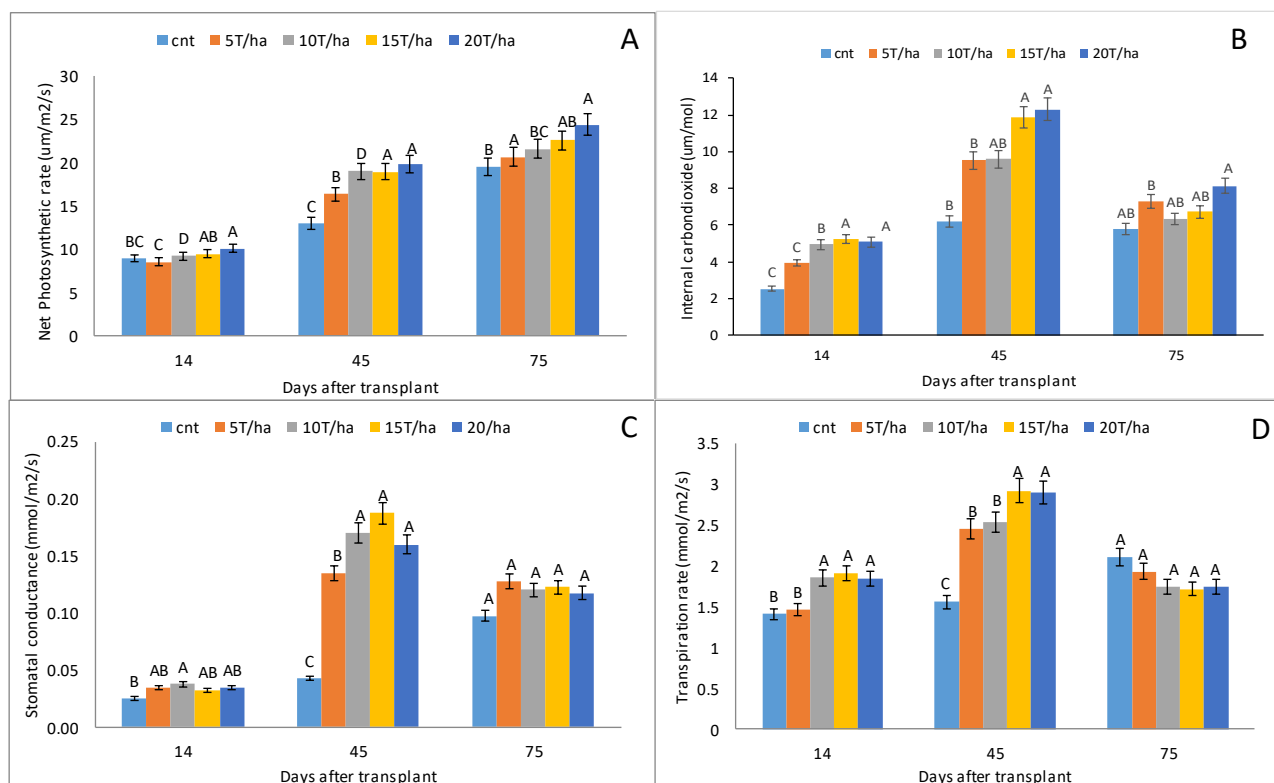 A
cnt 5T/ha 10T/ha 15T/ha 20T/ha
Net Photosynthetic rate (um/m2/s)
30
25
20
15
10
5
0
BC C D AB A
C B D A A
B A BC AB A
14 45 75
Days after transplant
B
cnt 5T/ha 10T/ha 15T/ha 20T/ha
Internal carbondioxide (um/mol)
14
12
10
8
6
4
2
0
C C B A A
B B AB A A
AB B AB AB A
14 45 75
Days after transplant
C
cnt 5T/ha 10T/ha 15T/ha 20/ha
Stomatal conductance (mmol/m2/s)
0.25
0.20
0.15
0.10
0.05
0.00
B AB A AB AB
C B A A A
A A A A A
14 45 75
Days after transplant
D
cnt 5T/ha 10T/ha 15T/ha 20T/ha
Transpiration rate (mmol/m2/s)
3.5
3
2.5
2
1.5
1
0.5
0
B B A A A
C B B A A
A A A A A
14 45 75
Days after transplant